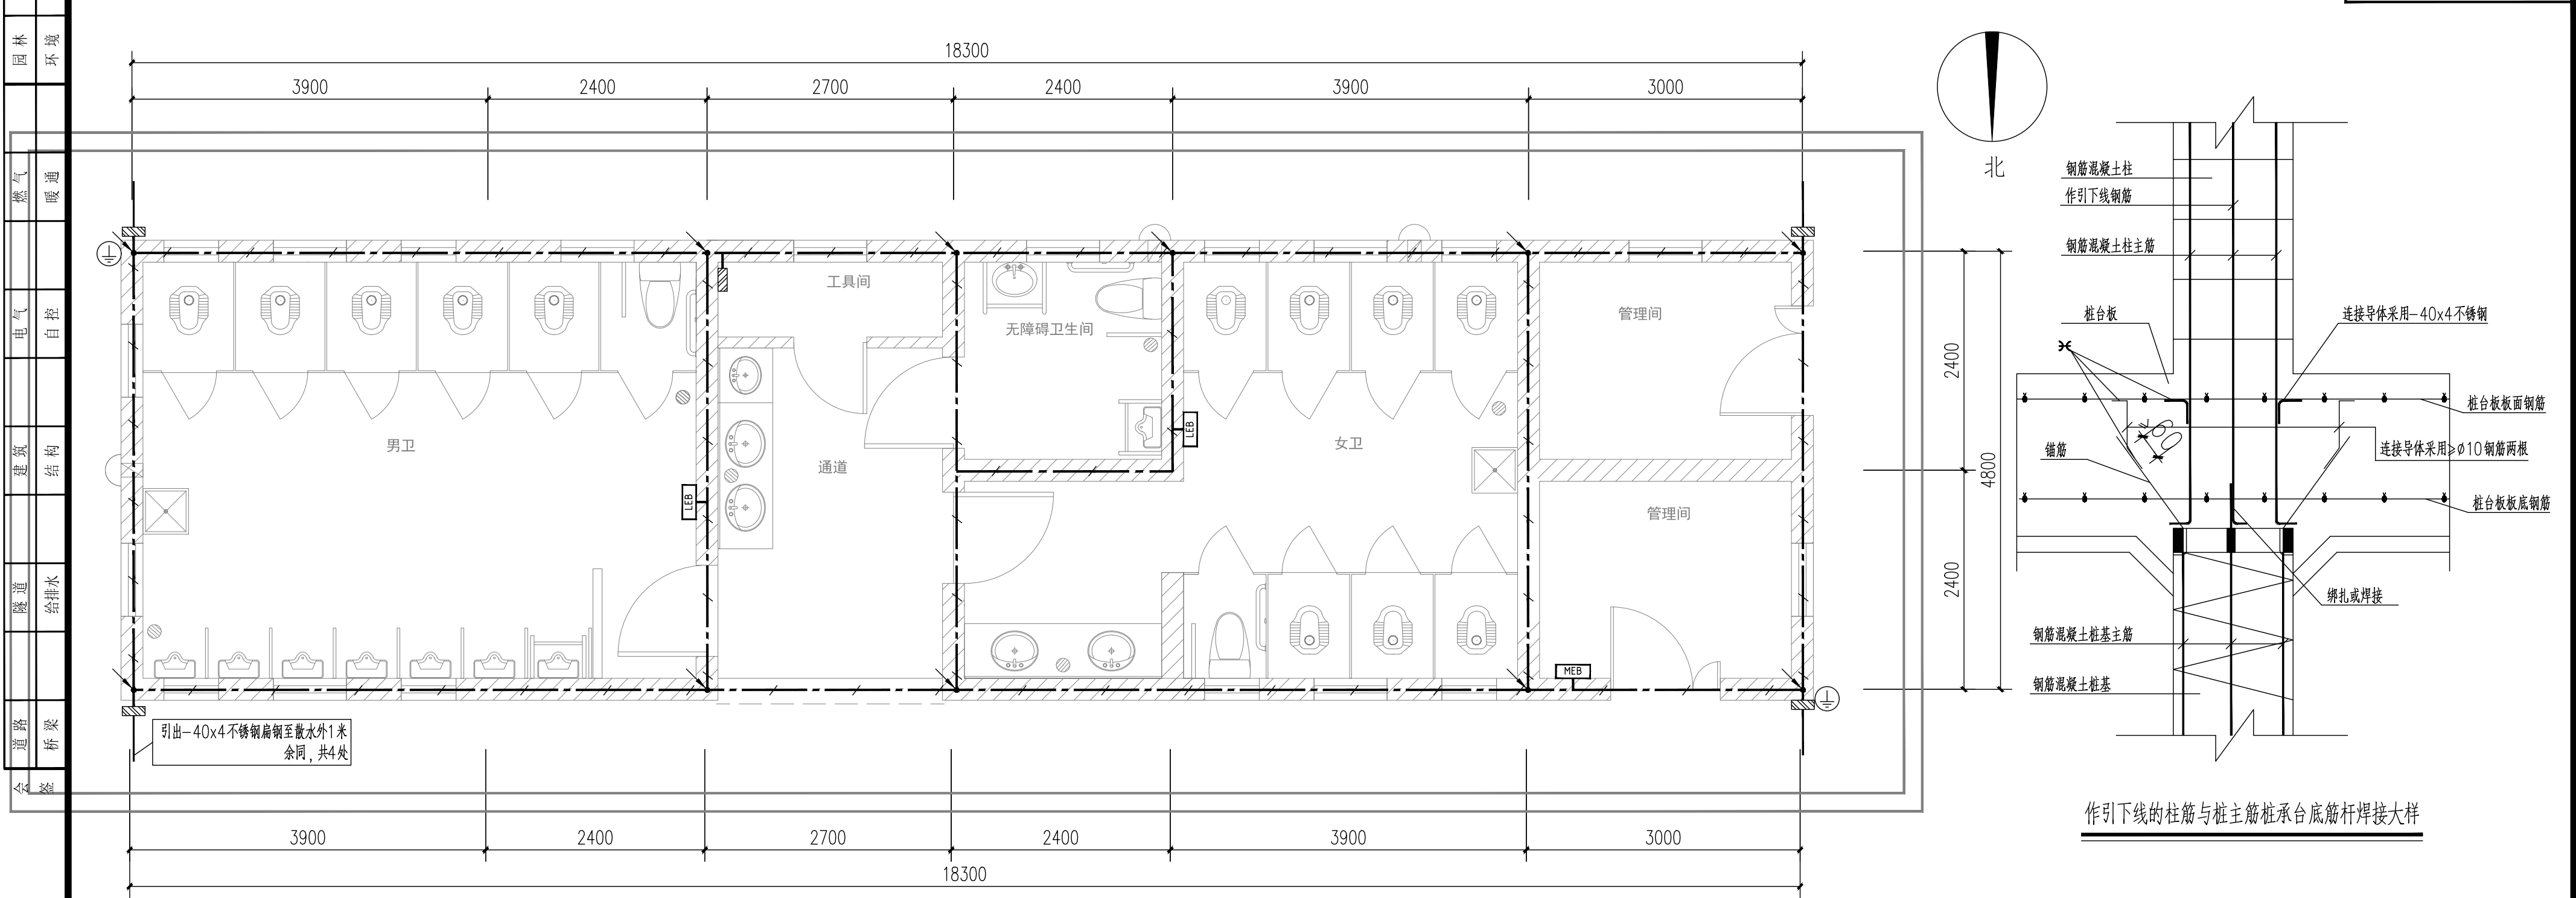 园林
环境
燃气
暖通
电气
自控
建筑
结构
隧道
给排水
道路
桥梁
会签
18300
3900
2400
2700
2400
3900
3000
北
工具间
无障碍卫生间
管理间
男卫
通道
女卫
管理间
LEB
LEB
MEB
2400
2400
4800
引出-40x4不锈钢扁钢至散水外1米
余同，共4处
3900
2400
2700
2400
3900
3000
18300
钢筋混凝土柱
作引下线钢筋
钢筋混凝土柱主筋
桩台板
连接导体采用-40x4不锈钢
桩台板板面钢筋
锚筋
连接导体采用≥ø10钢筋两根
桩台板板底钢筋
绑扎或焊接
钢筋混凝土桩基主筋
钢筋混凝土桩基
作引下线的柱筋与桩主筋桩承台底筋杆焊接大样